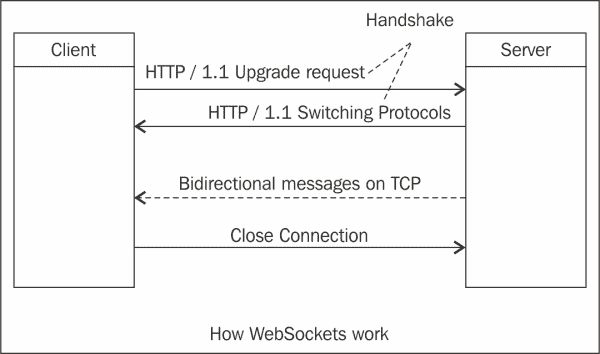 Handshake
Client
Server
HTTP / 1.1 Upgrade request
HTTP / 1.1 Switching Protocols
Bidirectional messages on TCP
Close Connection
How WebSockets work